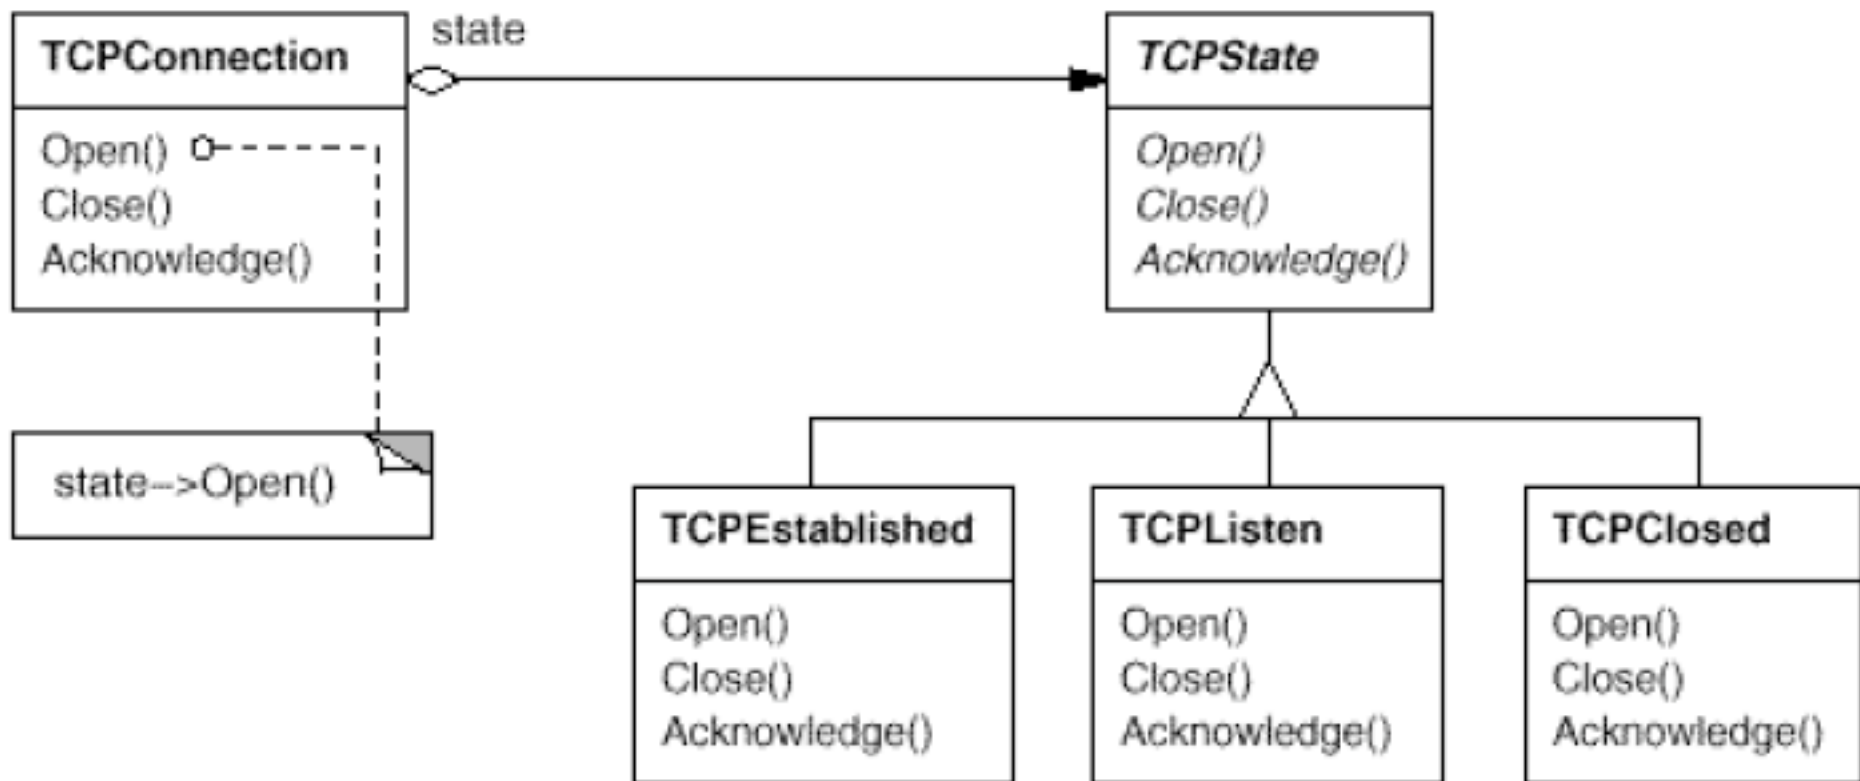 TCPConnection
Open()
Close()
Acknowledge()
state
TCPState
Open()
Close()
Acknowledge()
state-->Open()
TCPEstablished
Open()
Close()
Acknowledge()
TCPListen
Open()
Close()
Acknowledge()
TCPClosed
Open()
Close()
Acknowledge()